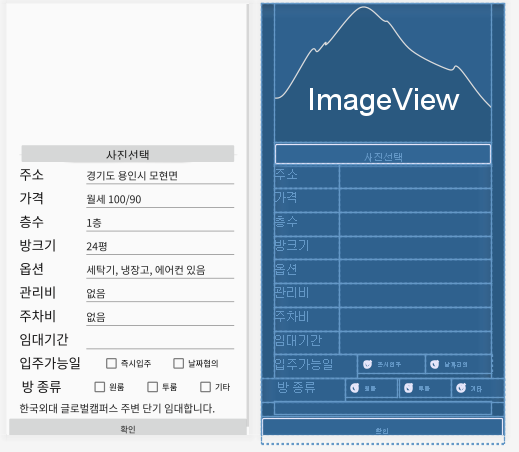 사진선택
주소 경기도 용인시 모현면
가격 월세 100/90
층수 1층
방크기 24평
옵션 세탁기, 냉장고, 에어컨 있음
관리비 없음
주차비 없음
임대기간
입주가능일 즉시입주 날짜협의
방 종류 원룸 투룸 기타
한국외대 글로벌캠퍼스 주변 단기 임대합니다.
확인
ImageView
사진선택
주소
가격
층수
방크기
옵션
관리비
주차비
임대기간
입주가능일 즉시입주 날짜협의
방 종류 원룸 투룸 기타
확인